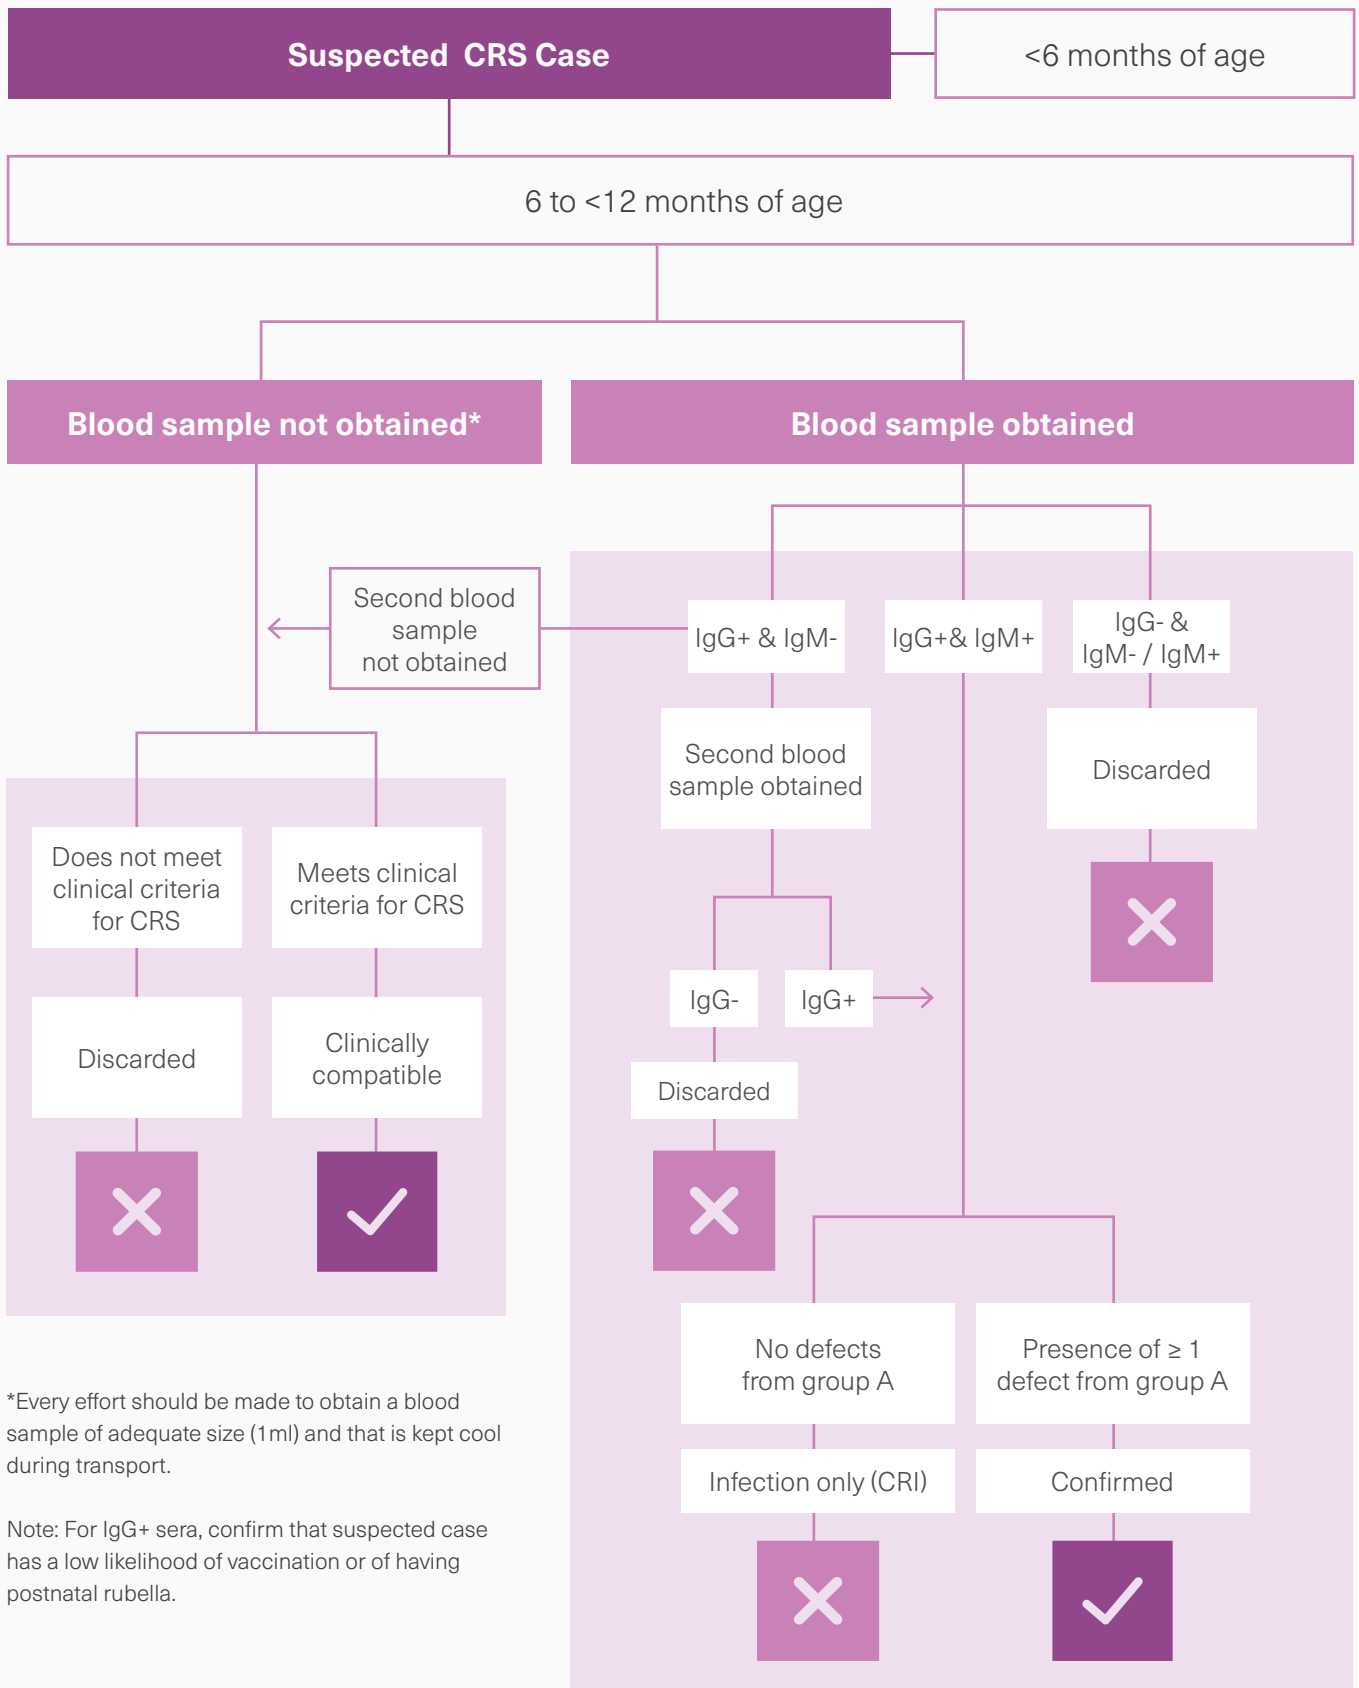 Suspected CRS Case
<6 months of age
6 to <12 months of age
Blood sample not obtained*
Blood sample obtained
Second blood
sample
not obtained
IgG+ & IgM-
IgG+& IgM+
IgG- &
IgM- / IgM+
Second blood
sample obtained
Discarded
Does not meet
clinical criteria
for CRS
Meets clinical
criteria for CRS
IgG-
IgG+
Discarded
Clinically
compatible
Discarded
No defects
from group A
Presence of ≥ 1
defect from group A
Infection only (CRI)
Confirmed
*Every effort should be made to obtain a blood
sample of adequate size (1ml) and that is kept cool
during transport.
Note: For IgG+ sera, confirm that suspected case
has a low likelihood of vaccination or of having
postnatal rubella.